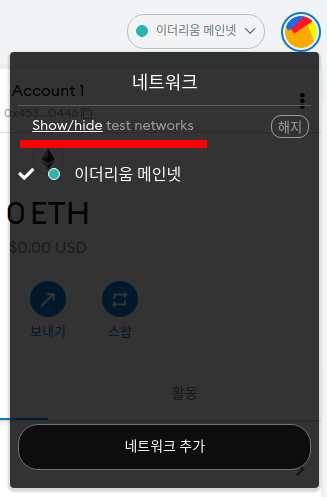 이더리움 메인넷
네트워크
Account 1
0x453...D446
Show/hide test networks
해지
이더리움 메인넷
0 ETH
$0.00 USD
보내기
스왑
활동
네트워크 추가